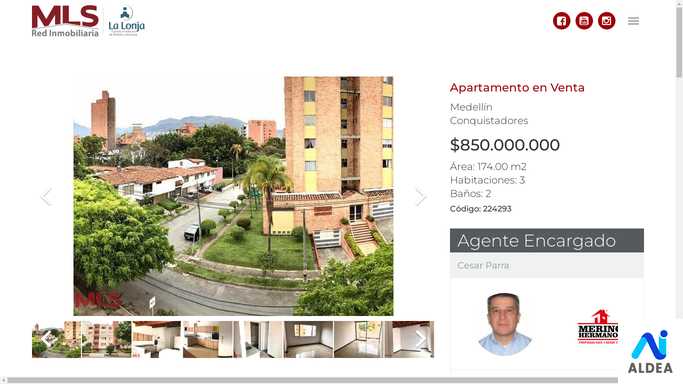 MLS
Red Inmobiliaria
La Lonja
Apartamento en Venta
Medellín
Conquistadores
$850.000.000
Área: 174.00 m2
Habitaciones: 3
Baños: 2
Código: 224293
Agente Encargado
Cesar Parra
MLS
MERINO
HERMANO
ALDEA